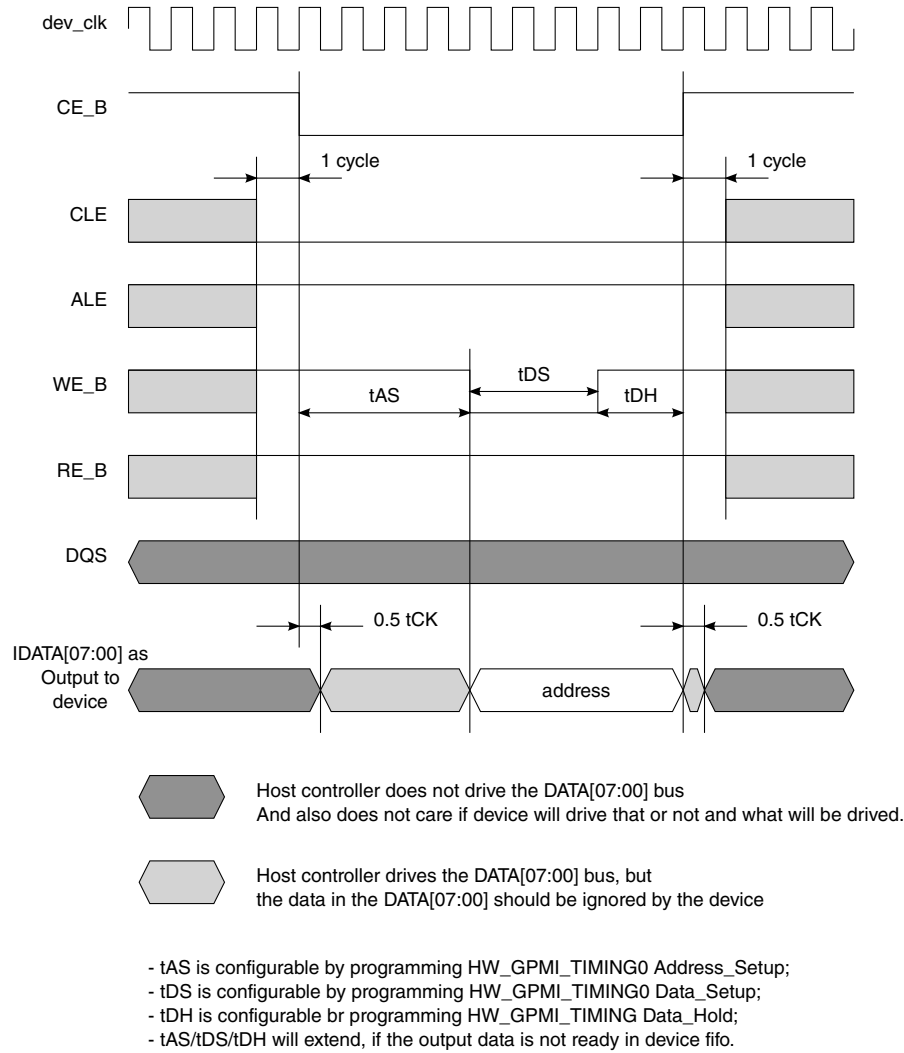 dev_clk
CE_B
1 cycle
1 cycle
CLE
ALE
WE_B
tAS
tDS
tDH
RE_B
DQS
0.5 tCK
0.5 tCK
IDATA[07:00] as
Output to
device
address
Host controller does not drive the DATA[07:00] bus
And also does not care if device will drive that or not and what will be drived.
Host controller drives the DATA[07:00] bus, but
the data in the DATA[07:00] should be ignored by the device
- tAS is configurable by programming HW_GPMI_TIMING0 Address_Setup;
- tDS is configurable by programming HW_GPMI_TIMING0 Data_Setup;
- tDH is configurable br programming HW_GPMI_TIMING Data_Hold;
- tAS/tDS/tDH will extend, if the output data is not ready in device fifo.